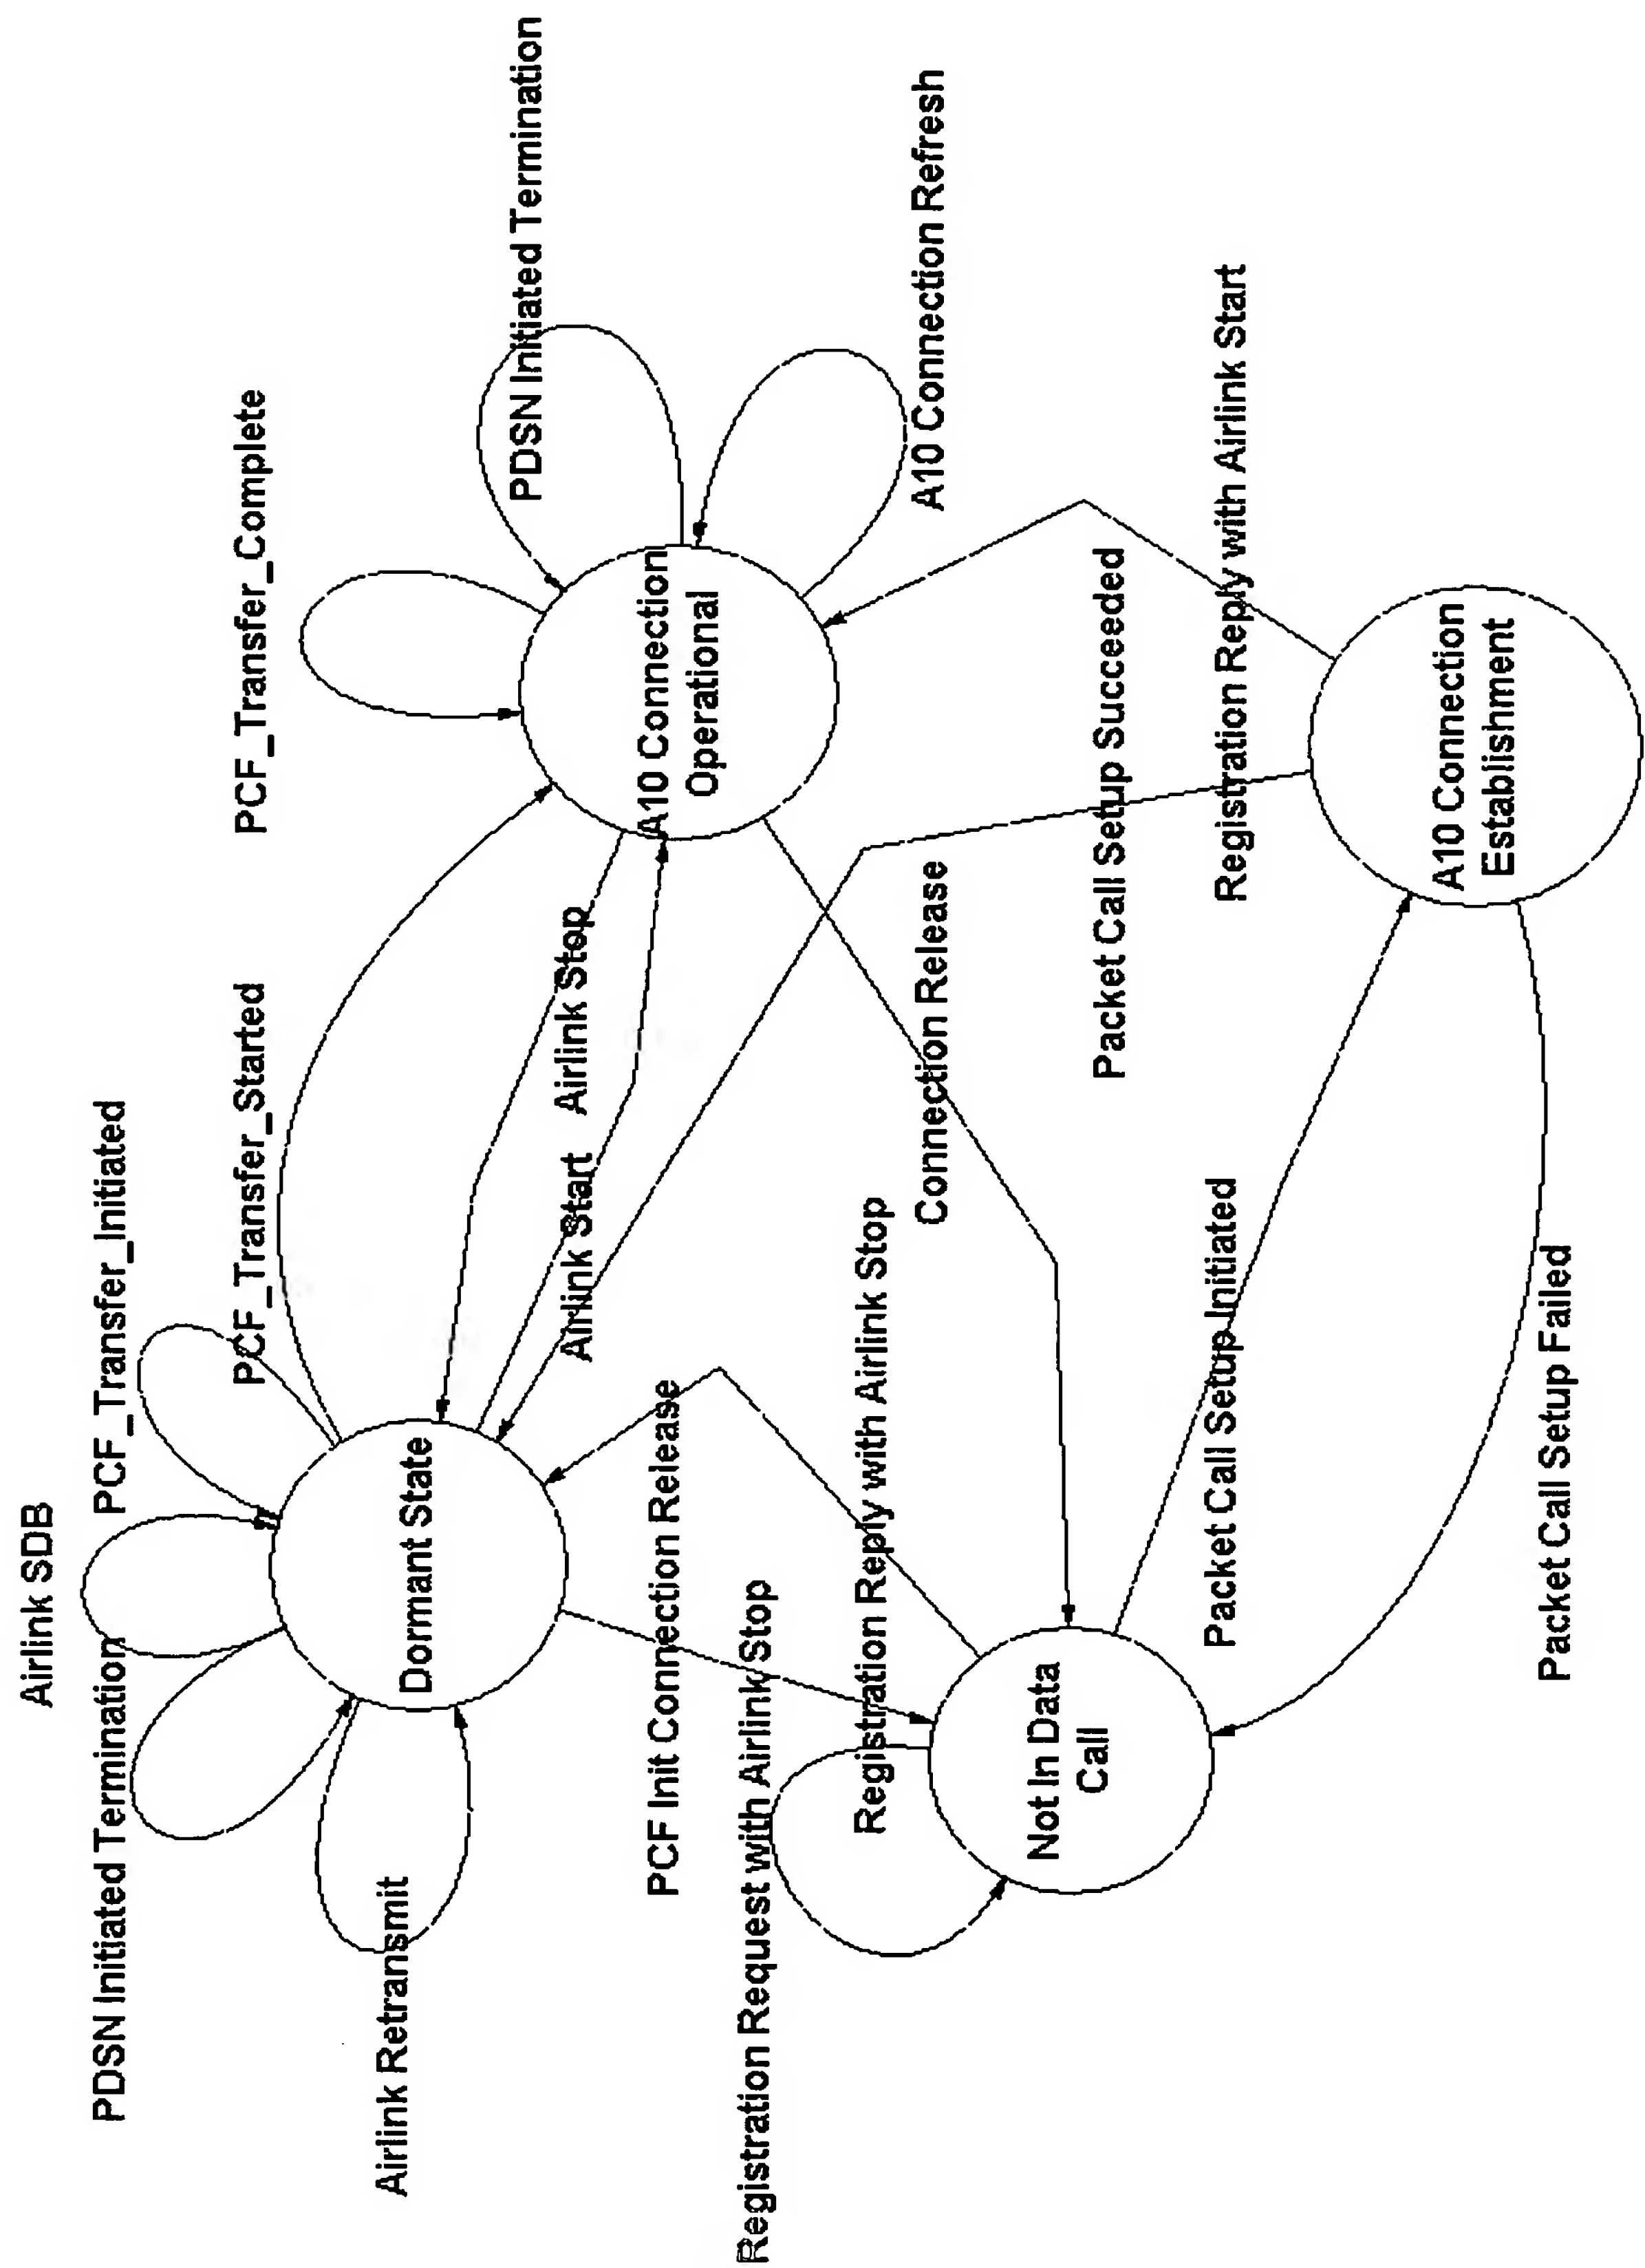 Airlink SDB
PDSN Initiated Termination
PCF_Transfer_Initiated
Airlink Retransmit
Dormant State
PCF_Transfer_Started
PCF_Transfer_Complete
PDSN Initiated Termination
Airlink Start
Airlink Stop
A10 Connection
Operational
PCF Init Connection Release
Registration Request with Airlink Stop
Registration Reply with Airlink Stop
Connection Release
A10 Connection Refresh
Not In Data
Call
Packet Call Setup Succeeded
Packet Call Setup Initiated
Registration Reply with Airlink Start
A10 Connection
Establishment
Packet Call Setup Failed